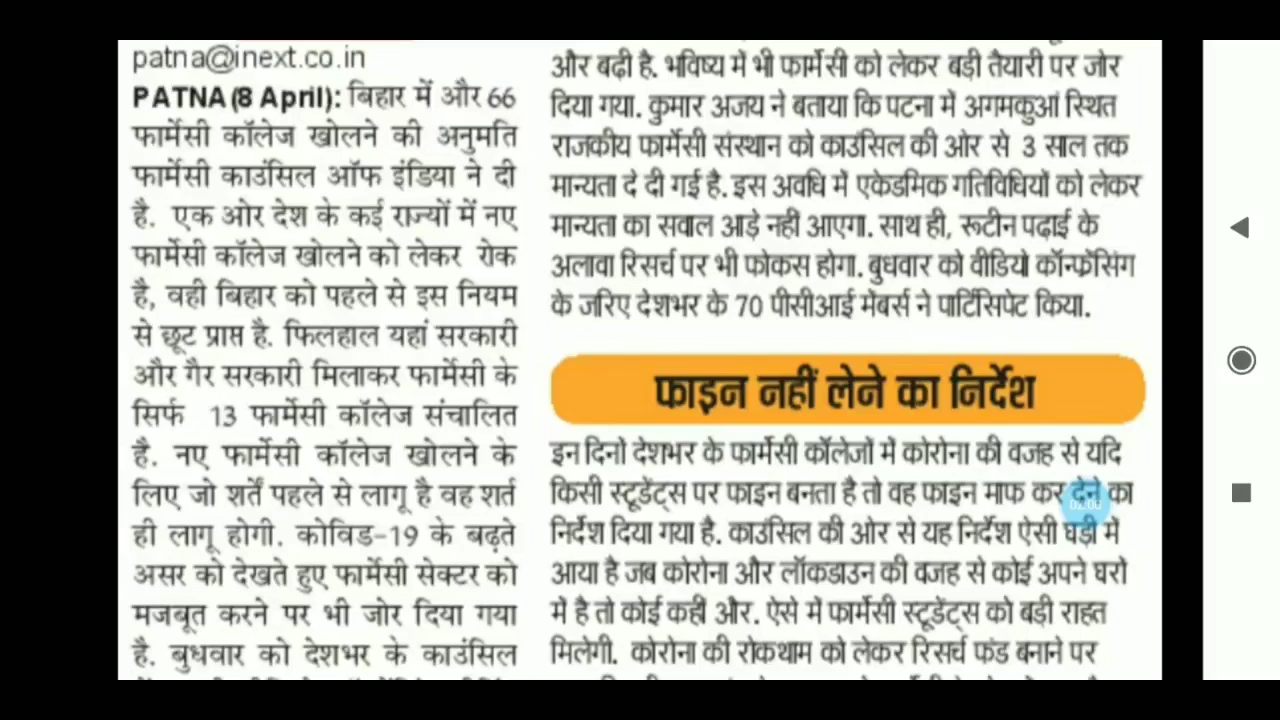 patna@inext.co.in
PATNA (8 April): बिहार में और 66
फार्मेसी कॉलेज खोलने की अनुमति
फार्मेसी काउंसिल ऑफ इंडिया ने दी
है. एक ओर देश के कई राज्यों में नए
फार्मेसी कॉलेज खोलने को लेकर रोक
है, वही बिहार को पहले से इस नियम
से छूट प्राप्त है. फिलहाल यहां सरकारी
और गैर सरकारी मिलाकर फार्मेसी के
सिर्फ 13 फार्मेसी कॉलेज संचालित
है. नए फार्मेसी कॉलेज खोलने के
लिए जो शर्तें पहले से लागू है वह शर्त
ही लागू होगी. कोविड-19 के बढ़ते
असर को देखते हुए फार्मेसी सेक्टर को
मजबूत करने पर भी जोर दिया गया
है. बुधवार को देशभर के काउंसिल
और बढ़ी है. भविष्य में भी फार्मेसी को लेकर बड़ी तैयारी पर जोर
दिया गया. कुमार अजय ने बताया कि पटना में अगमकुआं स्थित
राजकीय फार्मेसी संस्थान को काउंसिल की ओर से 3 साल तक
मान्यता दे दी गई है. इस अवधि में एकेडमिक गतिविधियों को लेकर
मान्यता का सवाल आड़े नहीं आएगा. साथ ही, रूटीन पढ़ाई के
अलावा रिसर्च पर भी फोकस होगा. बुधवार को वीडियो कॉन्फ्रेंसिंग
के जरिए देशभर के 70 पीसीआई मेंबर्स ने पार्टिसिपेट किया.
फाइन नहीं लेने का निर्देश
इन दिनों देशभर के फार्मेसी कॉलेजों में कोरोना की वजह से यदि
किसी स्टूडेंट्स पर फाइन बनता है तो वह फाइन माफ कर देने का
निर्देश दिया गया है. काउंसिल की ओर से यह निर्देश ऐसी घड़ी में
आया है जब कोरोना और लॉकडाउन की वजह से कोई अपने घरों
में है तो कोई कहीं और. ऐसे में फार्मेसी स्टूडेंट्स को बड़ी राहत
मिलेगी. कोरोना की रोकथाम को लेकर रिसर्च फंड बनाने पर